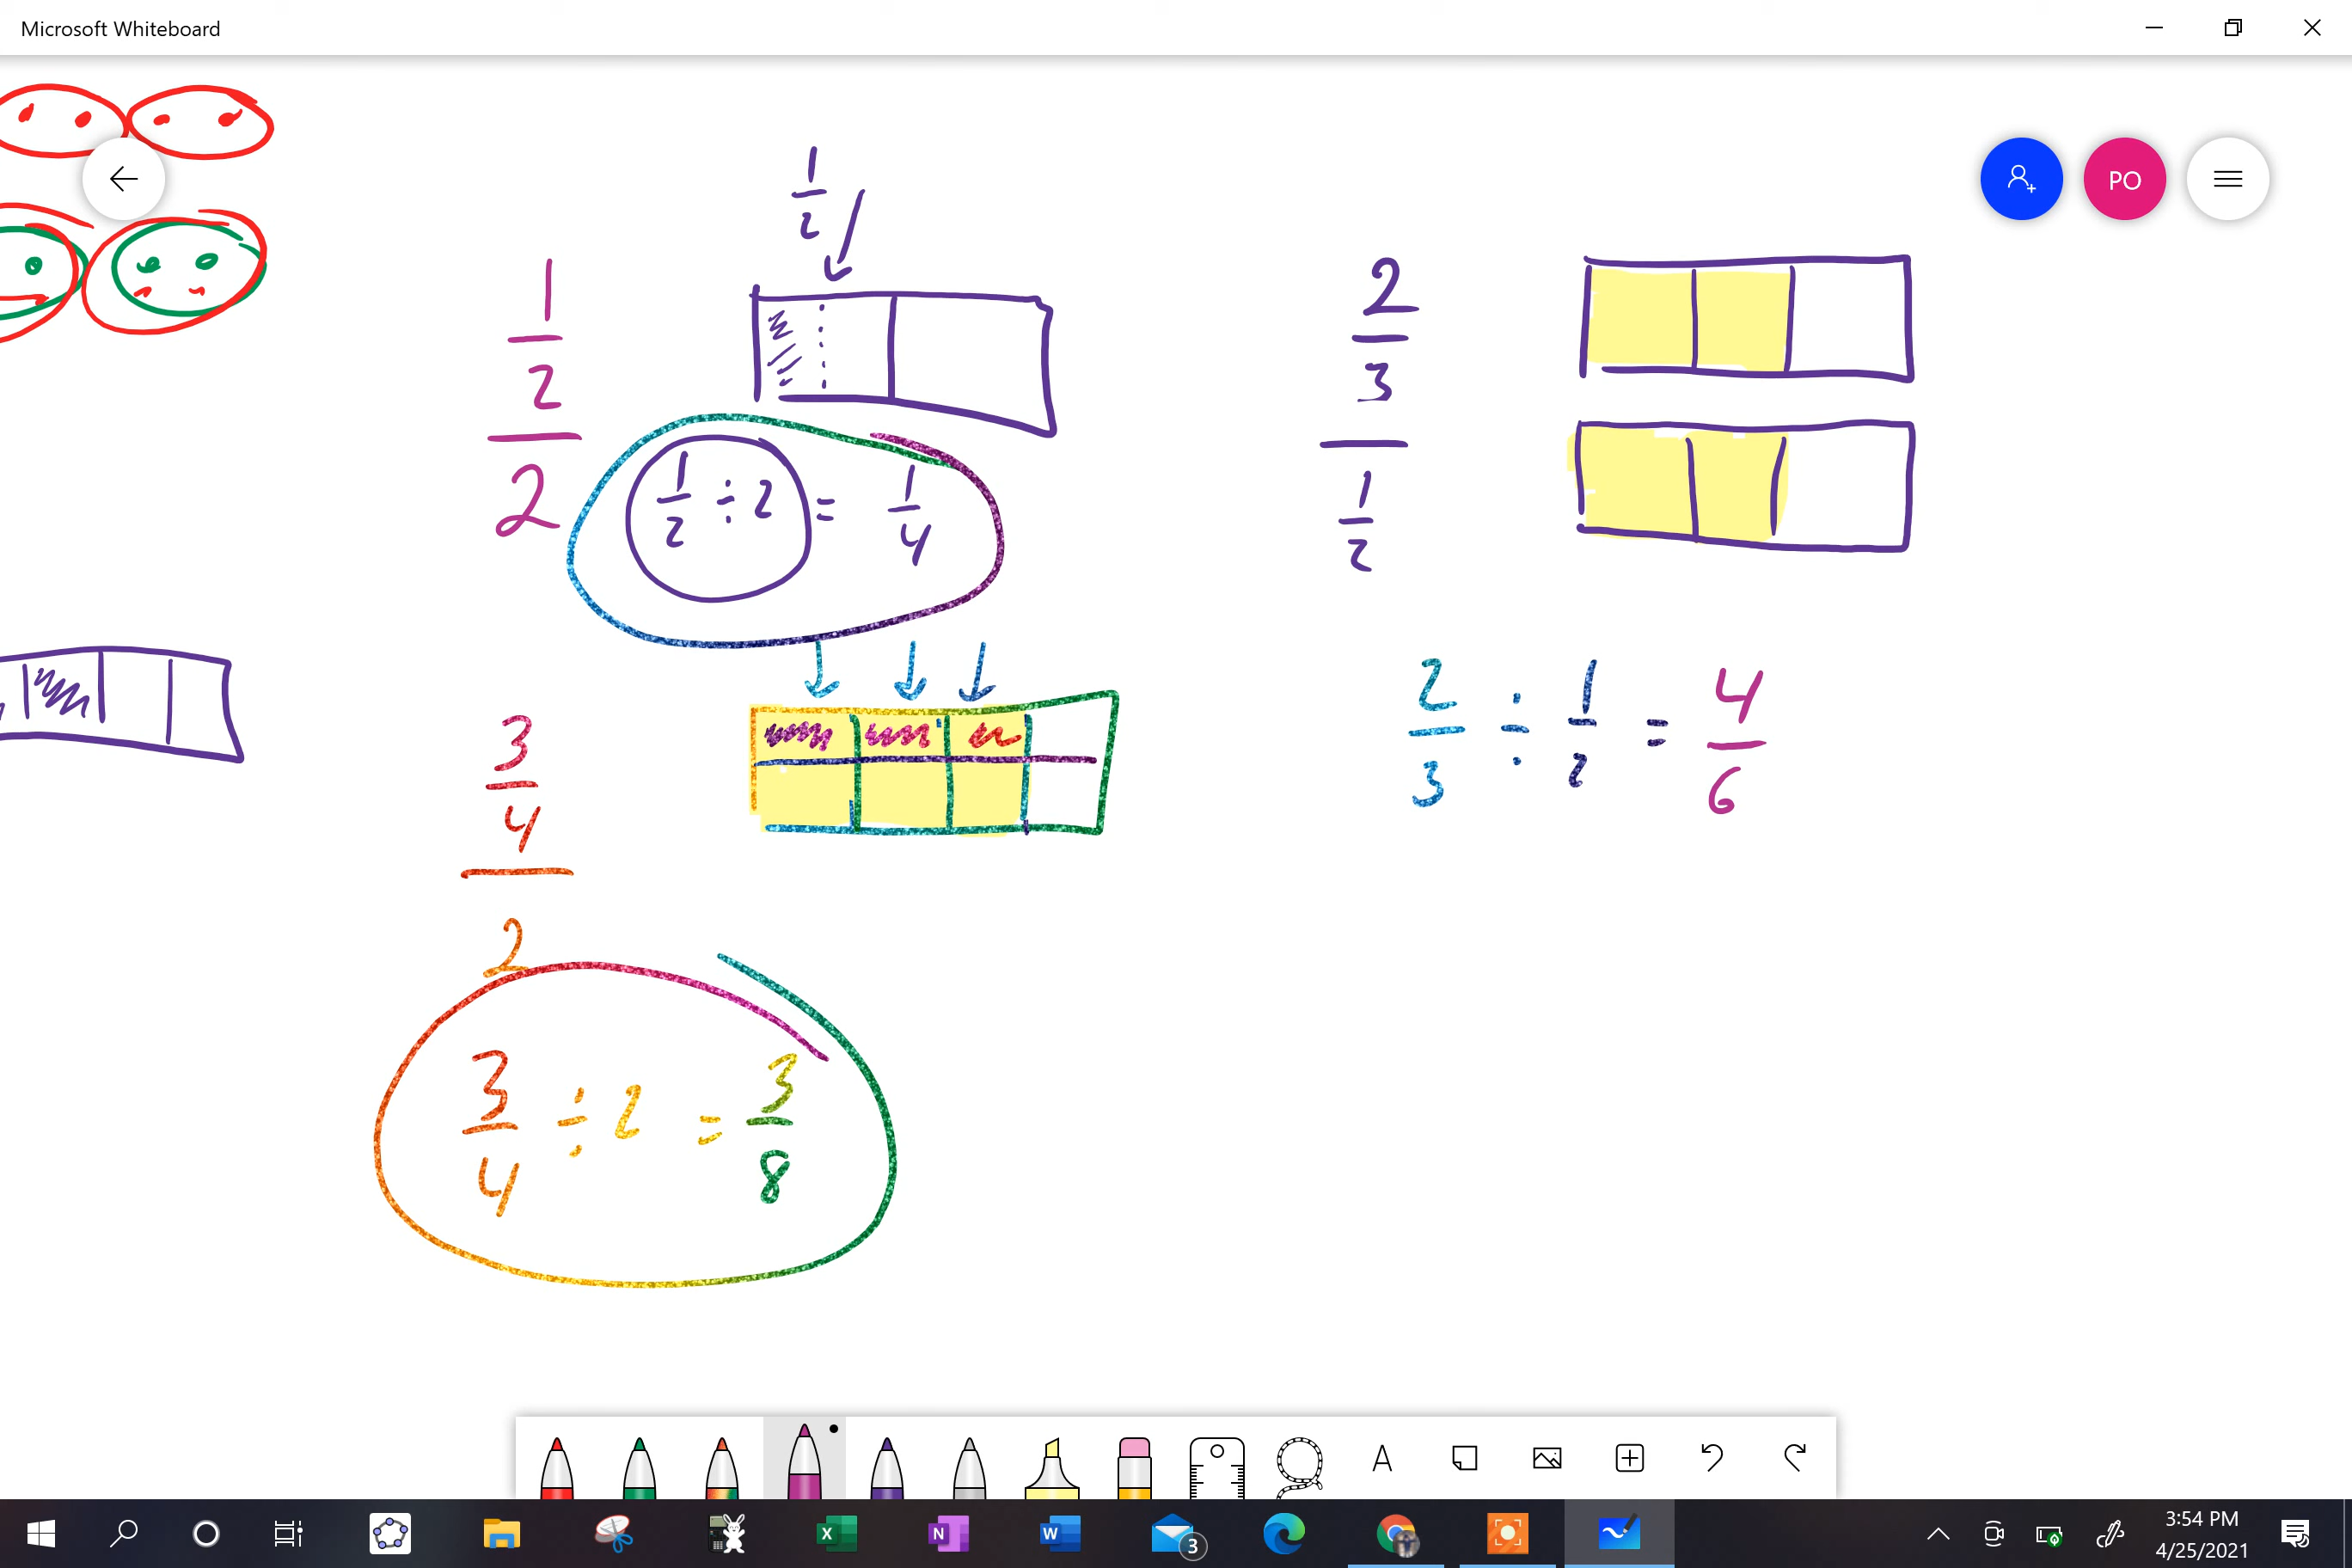 Microsoft Whiteboard
PO
1
2
1
2
2
1/2 ÷ 2 = 1/4
2
3
1
2
3
4
2
2/3 ÷ 1/2 = 4/6
3/4 ÷ 2 = 3/8
A
X
N
W
3
3:54 PM
4/25/2021